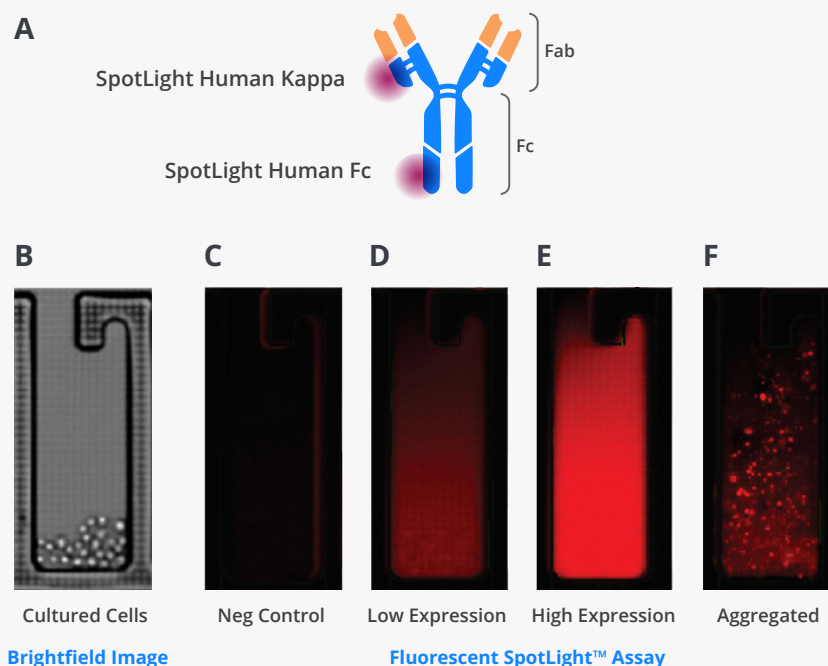 A
Fab
SpotLight Human Kappa
Fc
SpotLight Human Fc
B
C
D
E
F
Cultured Cells
Neg Control
Low Expression
High Expression
Aggregated
Brightfield Image
Fluorescent SpotLight™ Assay